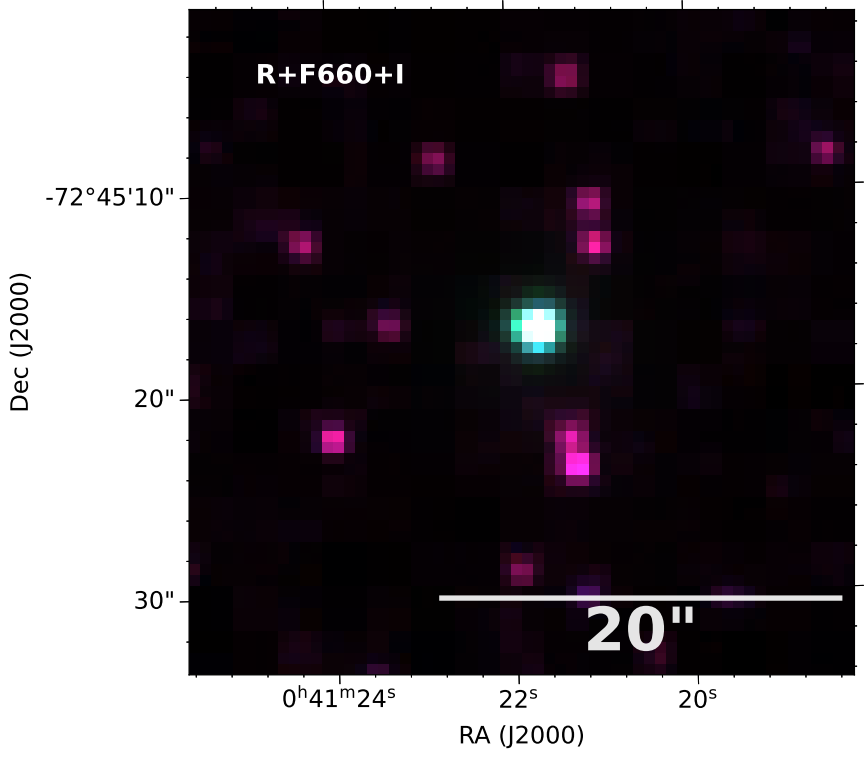 R+F660+I
-72°45'10"
20"
30"
Dec (J2000)
20"
0ʰ41ᵐ24ˢ 22ˢ 20ˢ
RA (J2000)